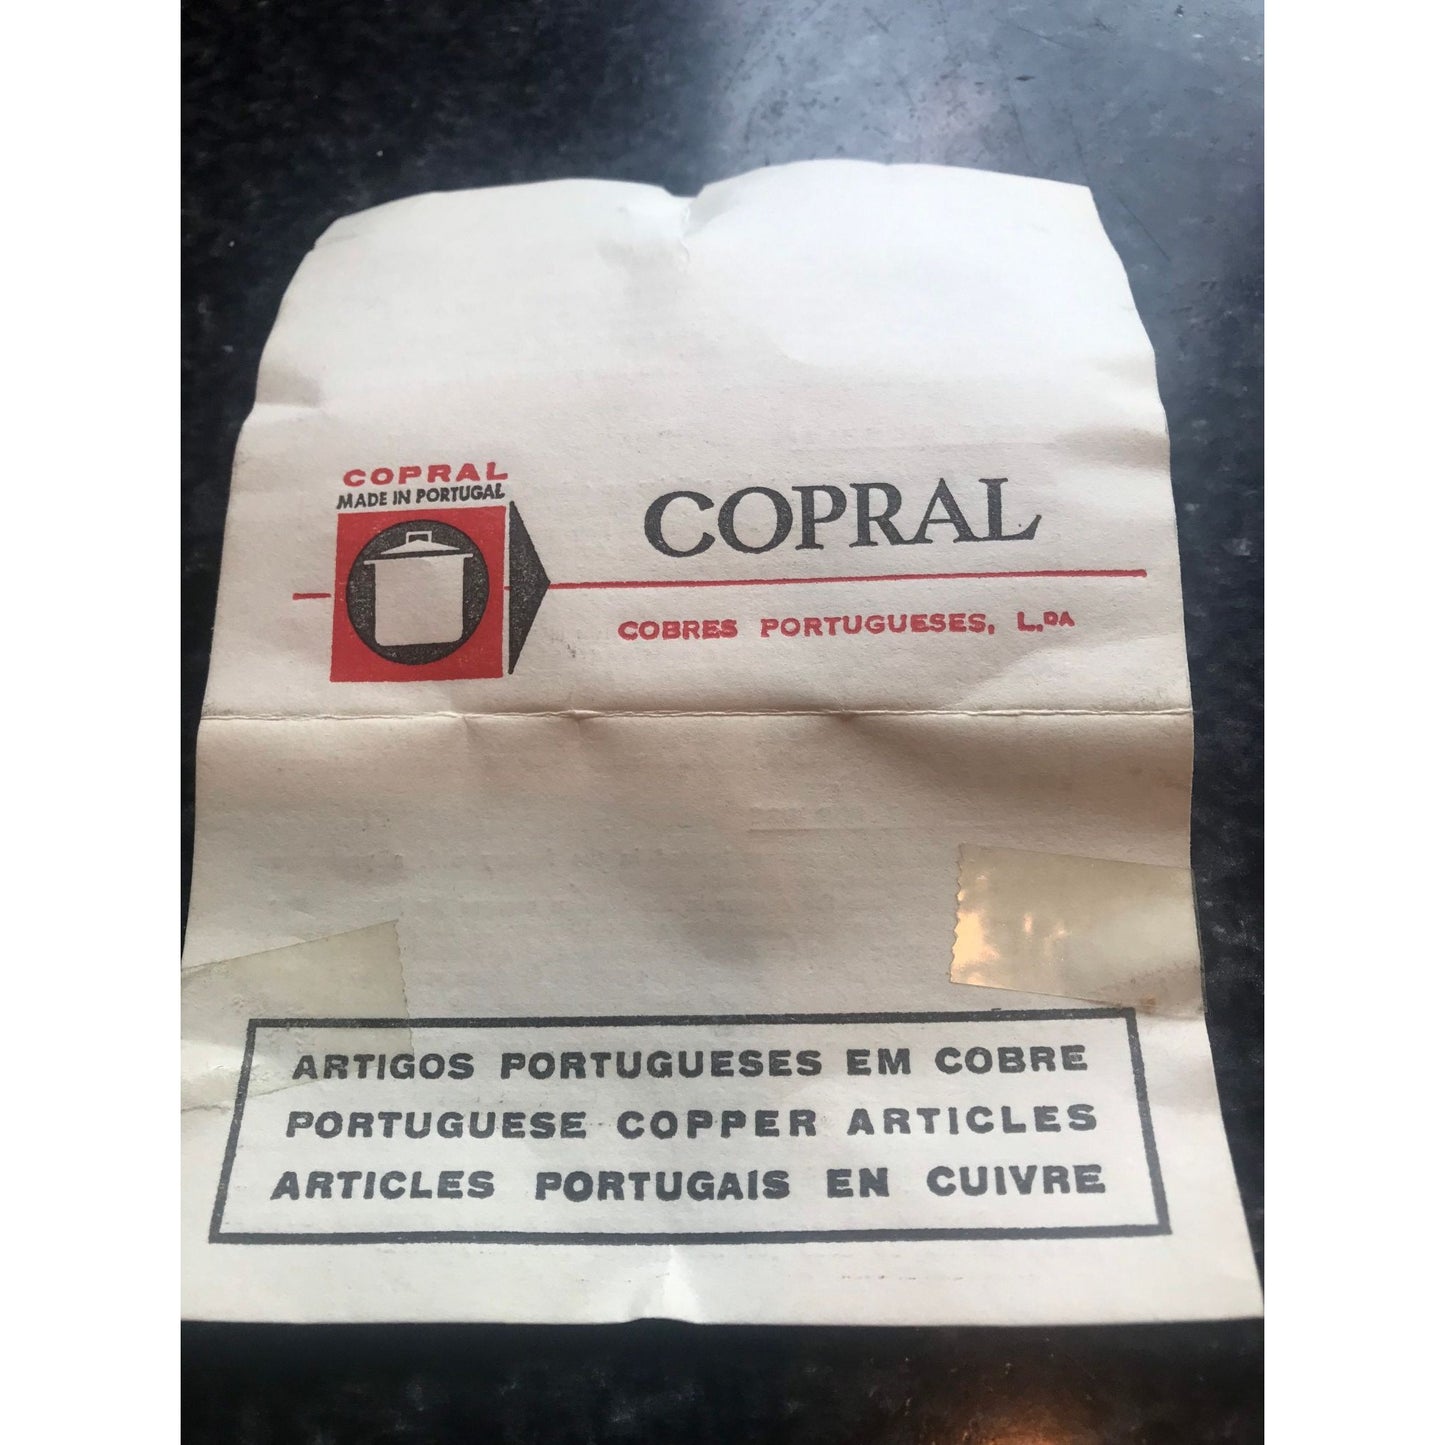 COPRAL
MADE IN PORTUGAL
COPRAL
COBRES PORTUGUESES, L.DA
ARTIGOS PORTUGUESES EM COBRE
PORTUGUESE COPPER ARTICLES
ARTICLES PORTUGAIS EN CUIVRE